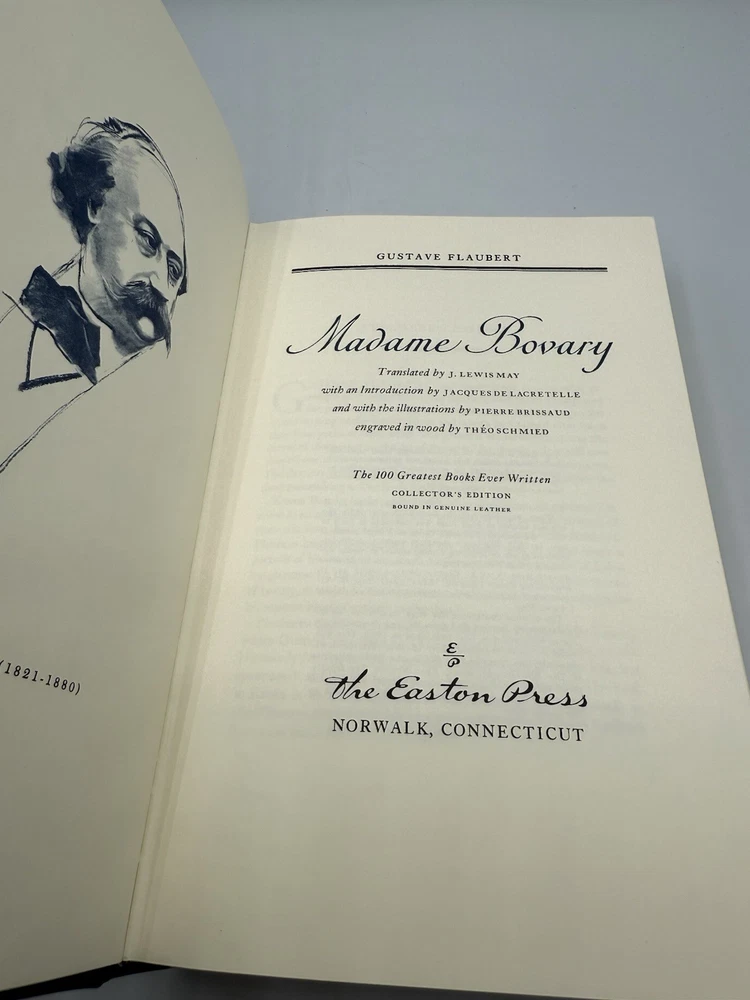 (1821-1880)
GUSTAVE FLAUBERT
Madame Bovary
Translated by J. LEWIS MAY
with an Introduction by JACQUES DE LACRETELLE
and with the illustrations by PIERRE BRISSAUD
engraved in wood by THÉO SCHMIED
The 100 Greatest Books Ever Written
COLLECTOR'S EDITION
BOUND IN GENUINE LEATHER
E
P
the Easton Press
NORWALK, CONNECTICUT